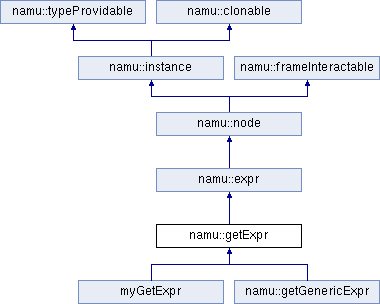 namu::typeProvidable
namu::clonable
namu::instance
namu::frameInteractable
namu::node
namu::expr
namu::getExpr
myGetExpr
namu::getGenericExpr